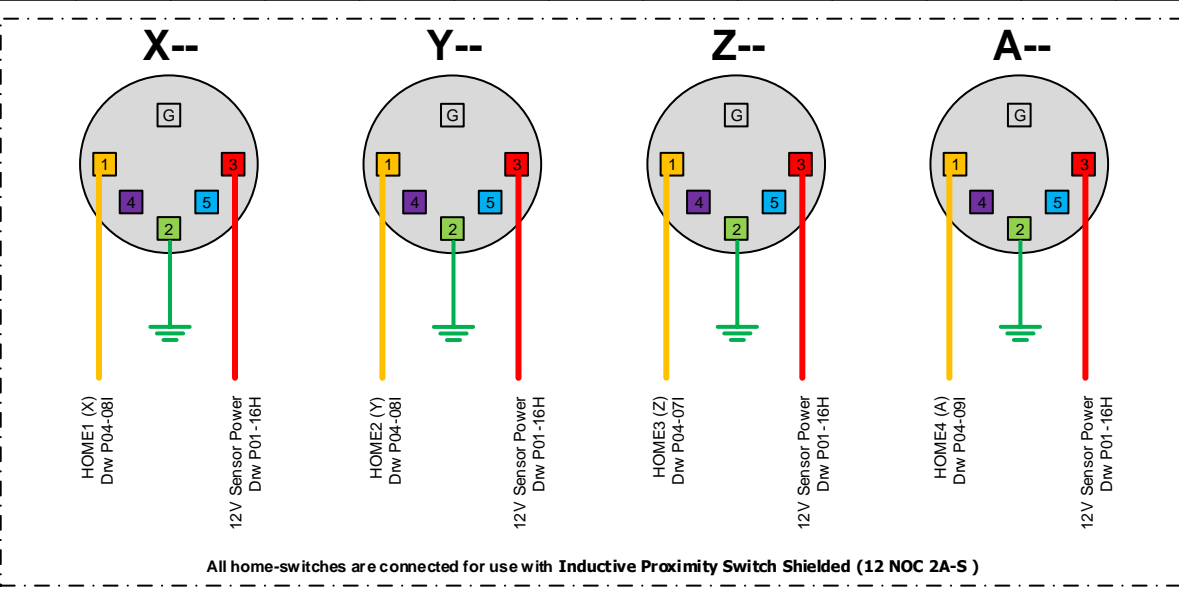 X-- Y-- Z-- A--
G G G G
1 3 1 3 1 3 1 3
4 5 4 5 4 5 4 5
2 2 2 2
HOME1 (X)
Drw P04-08I
12V Sensor Power
Drw P01-16H
HOME2 (Y)
Drw P04-08I
12V Sensor Power
Drw P01-16H
HOME3 (Z)
Drw P04-07I
12V Sensor Power
Drw P01-16H
HOME4 (A)
Drw P04-09I
12V Sensor Power
Drw P01-16H
All home-switches are connected for use with Inductive Proximity Switch Shielded (12 NOC 2A-S )